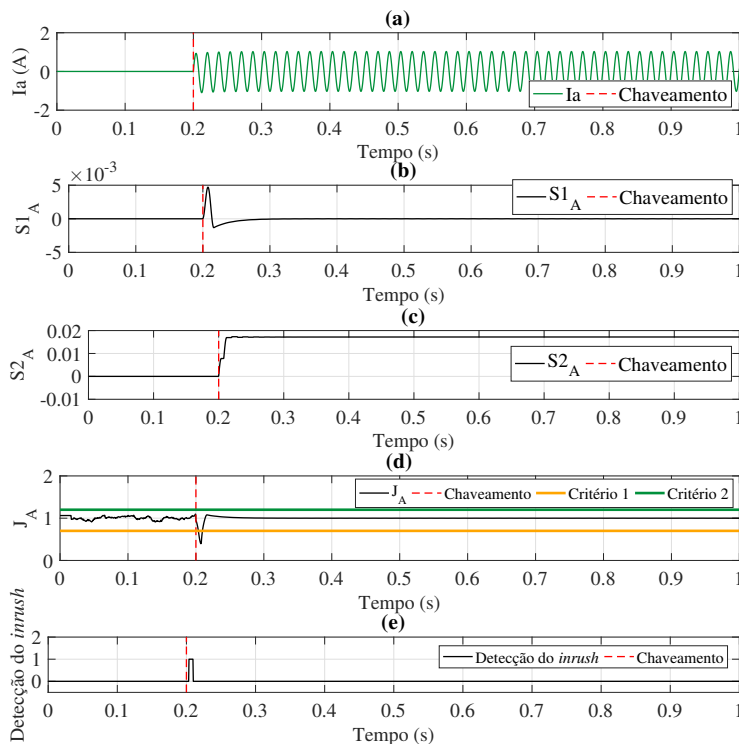 (a)
2
0
-2
Ia (A)
Ia
Chaveamento
0 0.1 0.2 0.3 0.4 0.5 0.6 0.7 0.8 0.9 1
Tempo (s)
(b)
×10^-3
5
0
-5
S1_A
S1_A
Chaveamento
0 0.1 0.2 0.3 0.4 0.5 0.6 0.7 0.8 0.9 1
Tempo (s)
(c)
0.02
0.01
0
-0.01
S2_A
S2_A
Chaveamento
0 0.1 0.2 0.3 0.4 0.5 0.6 0.7 0.8 0.9 1
Tempo (s)
(d)
2
1
0
J_A
J_A Chaveamento Critério 1 Critério 2
0 0.1 0.2 0.3 0.4 0.5 0.6 0.7 0.8 0.9 1
Tempo (s)
(e)
2
1
0
Detecção do inrush
Detecção do inrush Chaveamento
0 0.1 0.2 0.3 0.4 0.5 0.6 0.7 0.8 0.9 1
Tempo (s)